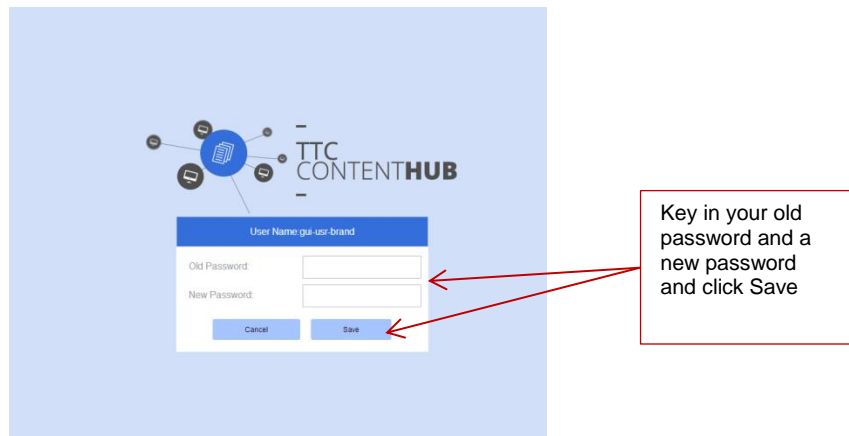 TTC
CONTENTHUB
User Name:gui-usr-brand
Old Password:
New Password:
Cancel Save
Key in your old
password and a
new password
and click Save